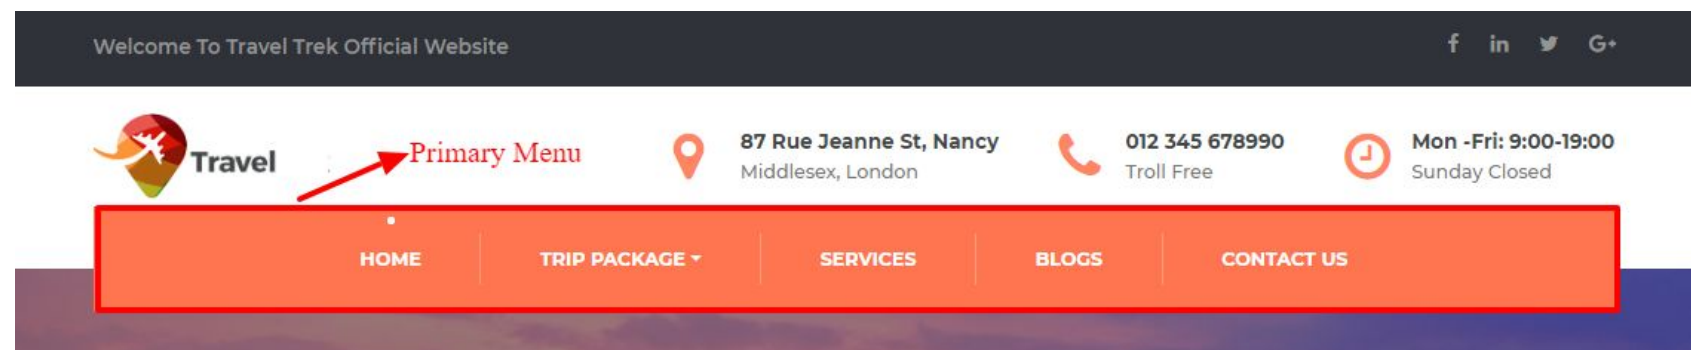 Welcome To Travel Trek Official Website
f in G+
Travel
Primary Menu
87 Rue Jeanne St, Nancy
Middlesex, London
012 345 678990
Troll Free
Mon -Fri: 9:00-19:00
Sunday Closed
HOME TRIP PACKAGE SERVICES BLOGS CONTACT US